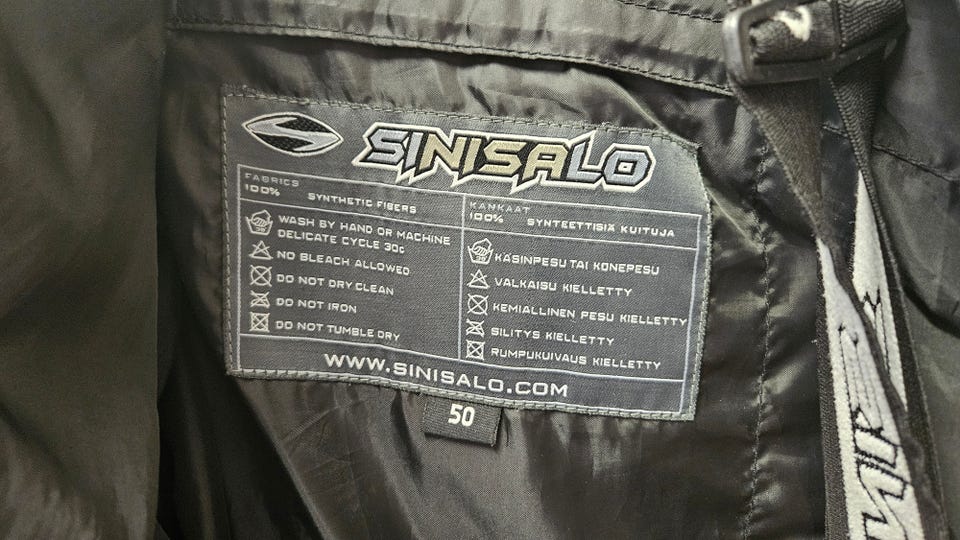 SINISALO
FABRICS
100% SYNTHETIC FIBERS
WASH BY HAND OR MACHINE
DELICATE CYCLE 30C
NO BLEACH ALLOWED
DO NOT DRY CLEAN
DO NOT IRON
DO NOT TUMBLE DRY
KANKAAT
100% SYNTEETTISIÄ KUITUJA
KÄSINPESU TAI KONEPESU
VALKAISU KIELLETTY
KEMIALLINEN PESU KIELLETTY
SILITYS KIELLETTY
RUMPUKUIVAUS KIELLETTY
WWW.SINISALO.COM
50